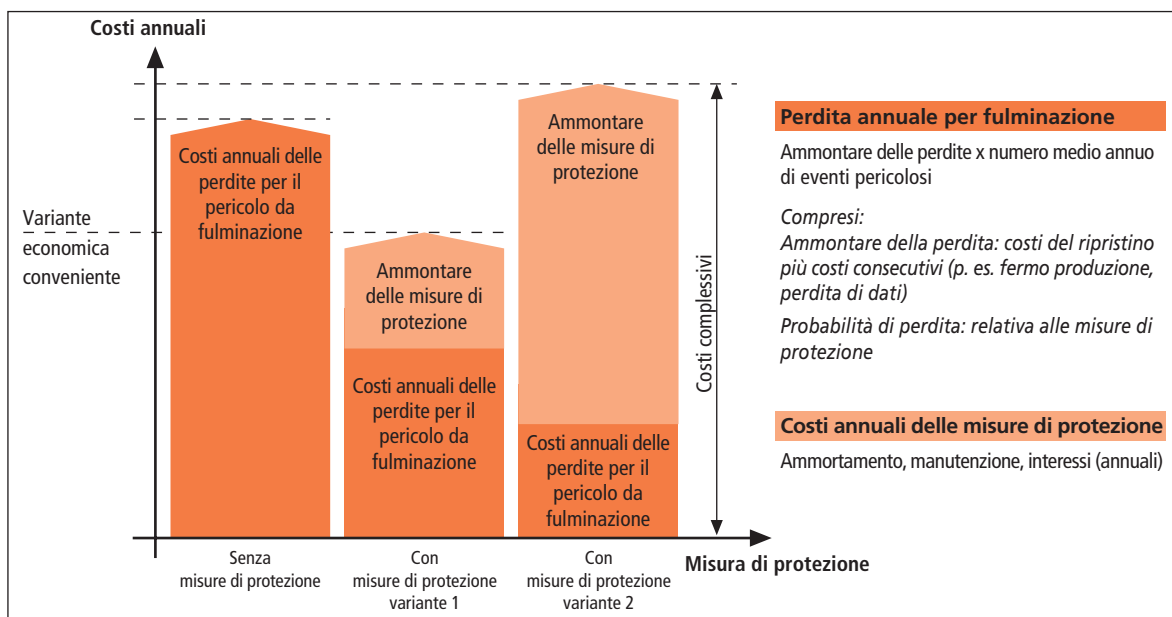 Costi annuali
Costi annuali delle
perdite per il
pericolo da
fulminazione
Variante
economica
conveniente
Ammontare
delle misure di
protezione
Costi annuali delle
perdite per il
pericolo da
fulminazione
Ammontare
delle misure di
protezione
Costi annuali delle
perdite per il
pericolo da
fulminazione
Costi complessivi
Senza
misure di protezione
Con
misure di protezione
variante 1
Con
misure di protezione
variante 2
Misura di protezione
Perdita annuale per fulminazione
Ammontare delle perdite x numero medio annuo
di eventi pericolosi
Compresi:
Ammontare della perdita: costi del ripristino
più costi consecutivi (p. es. fermo produzione,
perdita di dati)
Probabilità di perdita: relativa alle misure di
protezione
Costi annuali delle misure di protezione
Ammortamento, manutenzione, interessi (annuali)